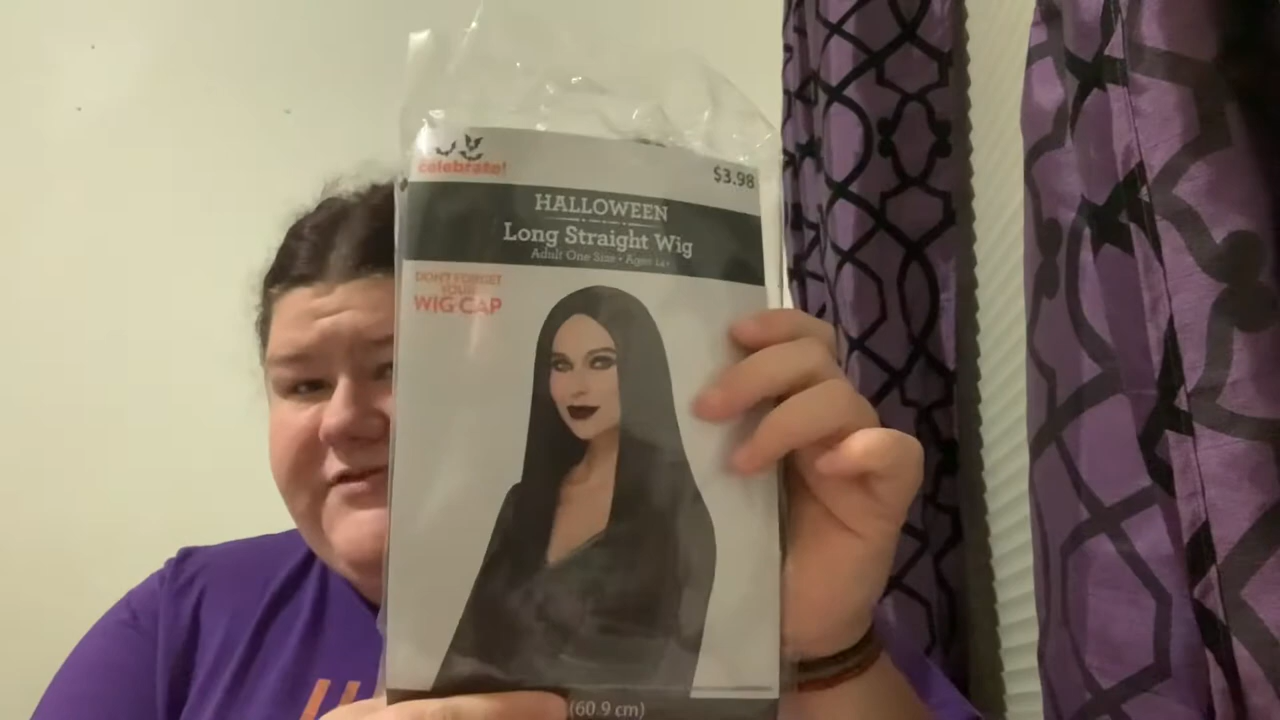 celebrate!
$3.98
HALLOWEEN
Long Straight Wig
Adult One Size • Ages 14+
DON'T FORGET
YOUR
WIG CAP
(60.9 cm)